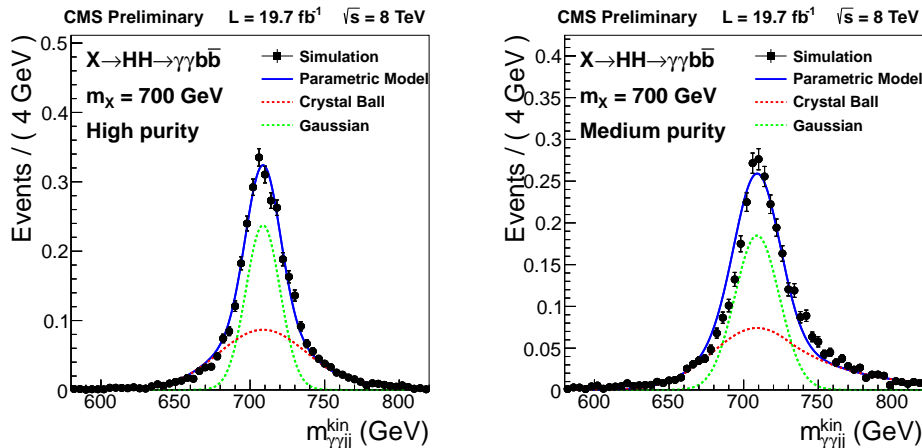 CMS Preliminary L = 19.7 fb⁻¹ √s = 8 TeV
Events / ( 4 GeV )
0.5
0.4
0.3
0.2
0.1
0
X→HH→γγbb̅
m_X = 700 GeV
High purity
Simulation
Parametric Model
Crystal Ball
Gaussian
600 650 700 750 800
m^kin_γγjj (GeV)
CMS Preliminary L = 19.7 fb⁻¹ √s = 8 TeV
Events / ( 4 GeV )
0.4
0.35
0.3
0.25
0.2
0.15
0.1
0.05
0
X→HH→γγbb̅
m_X = 700 GeV
Medium purity
Simulation
Parametric Model
Crystal Ball
Gaussian
600 650 700 750 800
m^kin_γγjj (GeV)